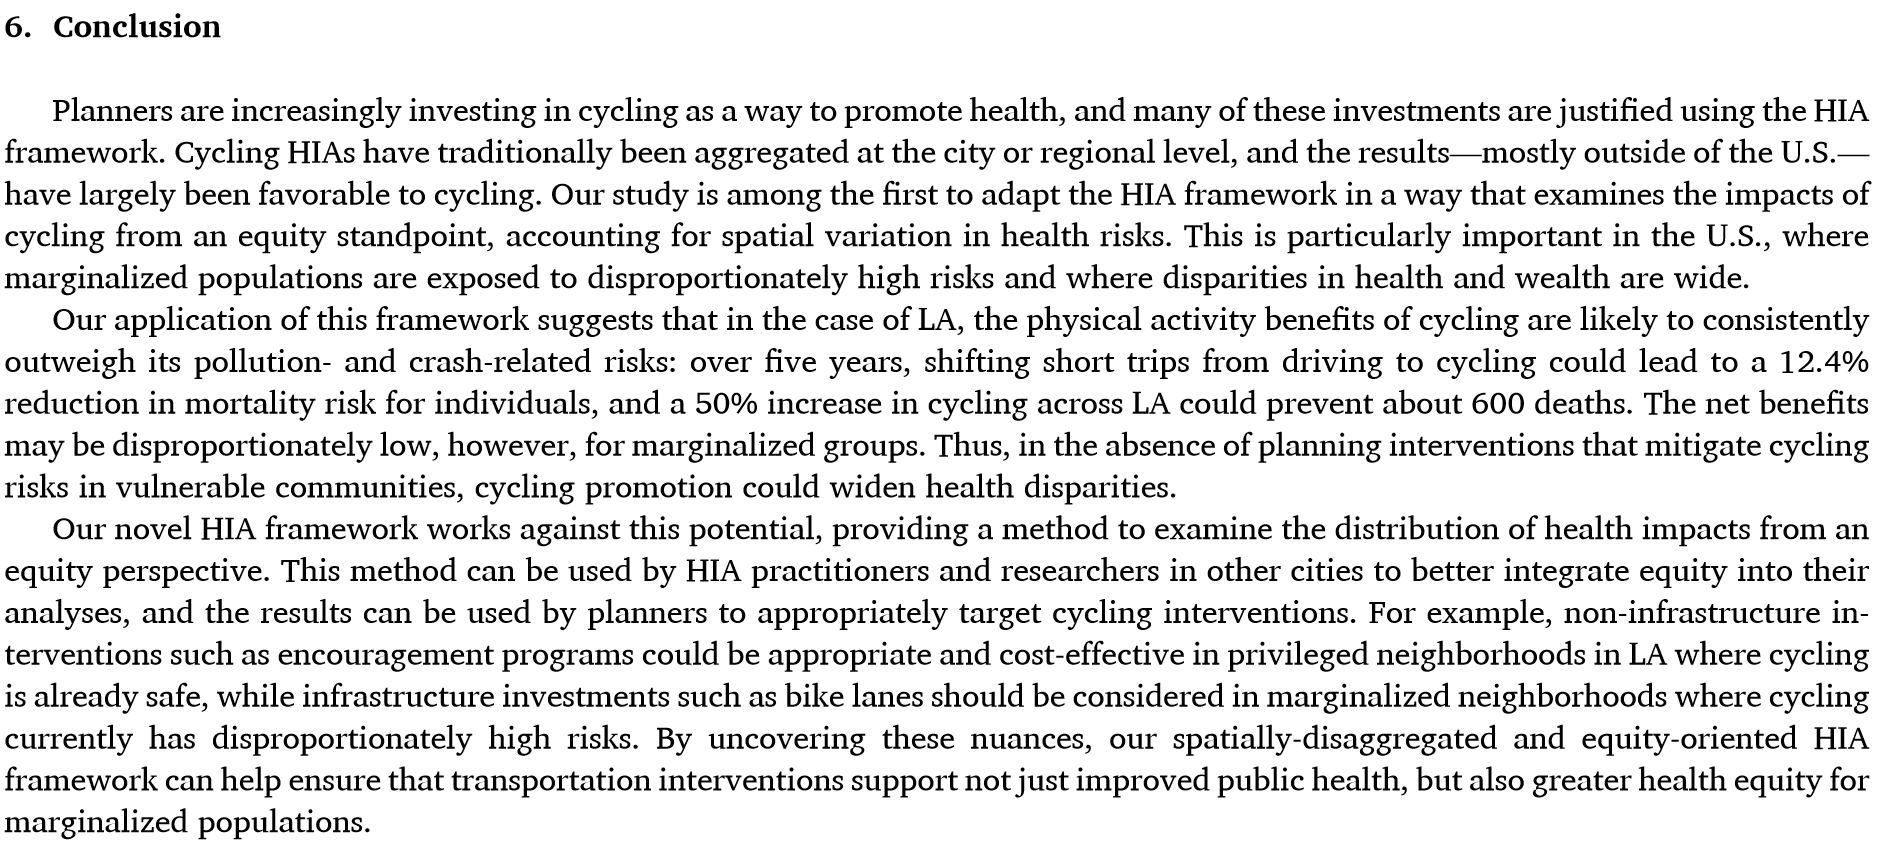 6. Conclusion
Planners are increasingly investing in cycling as a way to promote health, and many of these investments are justified using the HIA
framework. Cycling HIAs have traditionally been aggregated at the city or regional level, and the results—mostly outside of the U.S.—
have largely been favorable to cycling. Our study is among the first to adapt the HIA framework in a way that examines the impacts of
cycling from an equity standpoint, accounting for spatial variation in health risks. This is particularly important in the U.S., where
marginalized populations are exposed to disproportionately high risks and where disparities in health and wealth are wide.
Our application of this framework suggests that in the case of LA, the physical activity benefits of cycling are likely to consistently
outweigh its pollution- and crash-related risks: over five years, shifting short trips from driving to cycling could lead to a 12.4%
reduction in mortality risk for individuals, and a 50% increase in cycling across LA could prevent about 600 deaths. The net benefits
may be disproportionately low, however, for marginalized groups. Thus, in the absence of planning interventions that mitigate cycling
risks in vulnerable communities, cycling promotion could widen health disparities.
Our novel HIA framework works against this potential, providing a method to examine the distribution of health impacts from an
equity perspective. This method can be used by HIA practitioners and researchers in other cities to better integrate equity into their
analyses, and the results can be used by planners to appropriately target cycling interventions. For example, non-infrastructure in-
terventions such as encouragement programs could be appropriate and cost-effective in privileged neighborhoods in LA where cycling
is already safe, while infrastructure investments such as bike lanes should be considered in marginalized neighborhoods where cycling
currently has disproportionately high risks. By uncovering these nuances, our spatially-disaggregated and equity-oriented HIA
framework can help ensure that transportation interventions support not just improved public health, but also greater health equity for
marginalized populations.